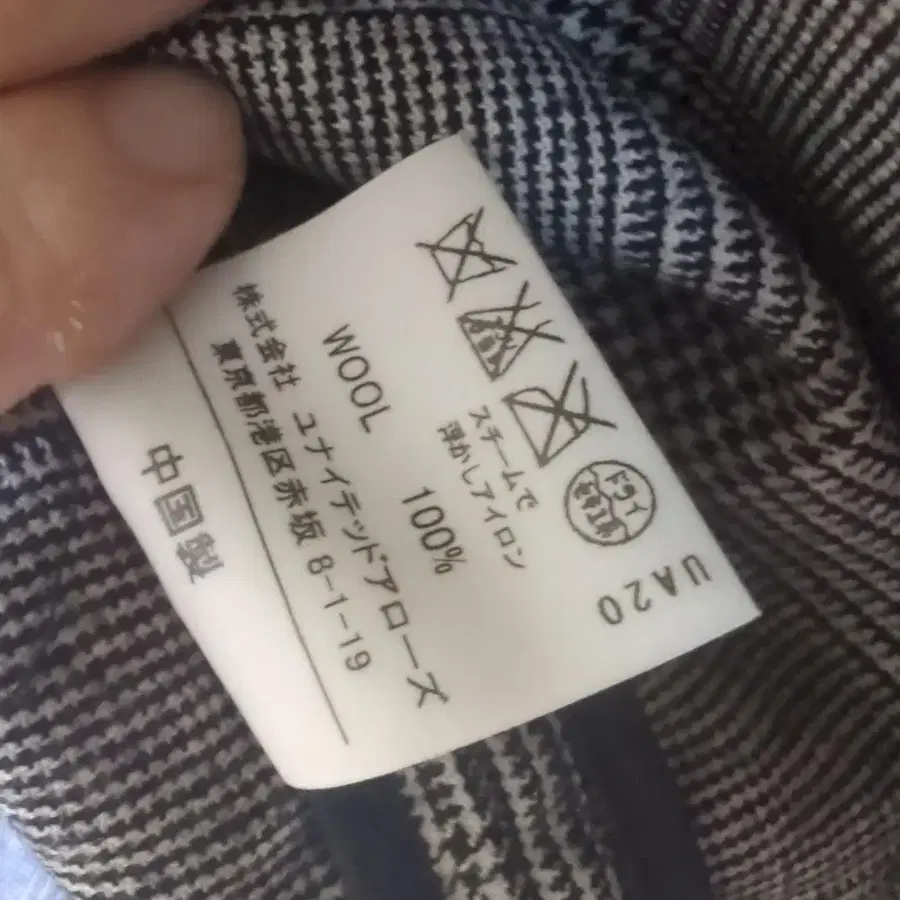 ドライ
スチームで
浮かしアイロン
WOOL 100%
株式会社 ユナイテッドアローズ
東京都港区赤坂 8-1-19
中国製
UA20